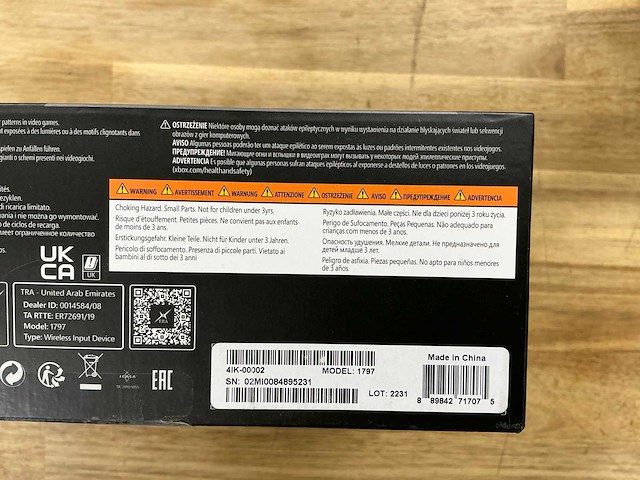 patterns in video games.
exposées à des lumières ou à des motifs clignotants dans
pielen zu Anfällen führen.
gianti o schemi presenti nei videogiochi.
ités.
ricarica limitato.
wania i nie można go wymontować.
de ciclos de recarga.
имеет ограниченное количество
OSTRZEŻENIE Niektóre osoby mogą doznać ataków epileptycznych w wyniku wystawienia na działanie błyskających świateł lub sekwencji
obrazów z gier komputerowych.
AVISO Algumas pessoas poderão ter um ataque epilético ao serem expostas às luzes ou padrões intermitentes existentes nos videojogos.
ПРЕДУПРЕЖДЕНИЕ! Мигающие огни и вспышки в видеоиграх могут вызывать у некоторых людей эпилептические приступы.
ADVERTENCIA Es posible que algunas personas sufran ataques epilépticos al exponerse a destellos de luces o patrones en los videojuegos.
(xbox.com/healthandsafety)
WARNING AVERTISSEMENT WARNUNG ATTENZIONE OSTRZEŻENIE AVISO ПРЕДУПРЕЖДЕНИЕ ADVERTENCIA
Choking Hazard. Small Parts. Not for children under 3yrs.
Risque d'étouffement. Petites pièces. Ne convient pas aux enfants
de moins de 3 ans.
Erstickungsgefahr. Kleine Teile. Nicht für Kinder unter 3 Jahren.
Pericolo di soffocamento. Presenza di piccole parti. Vietato ai
bambini al di sotto dei 3 anni
Ryzyko zadławienia. Małe części. Nie dla dzieci poniżej 3 roku życia.
Perigo de Sufocamento. Peças Pequenas. Não adequado para
crianças com menos de 3 anos.
Опасность удушения. Мелкие детали. Не предназначено для
детей младше 3 лет.
Peligro de asfixia. Piezas pequeñas. No apto para niños menores
de 3 años.
UK
CA
UK
TRA - United Arab Emirates
Dealer ID: 0014584/08
TA RTTE: ER72691/19
Model: 1797
Type: Wireless Input Device
TRA
EAC
4IK-00002
MODEL: 1797
SN: 02MI0084895231
LOT: 2231
Made in China
8 89842 71707 5